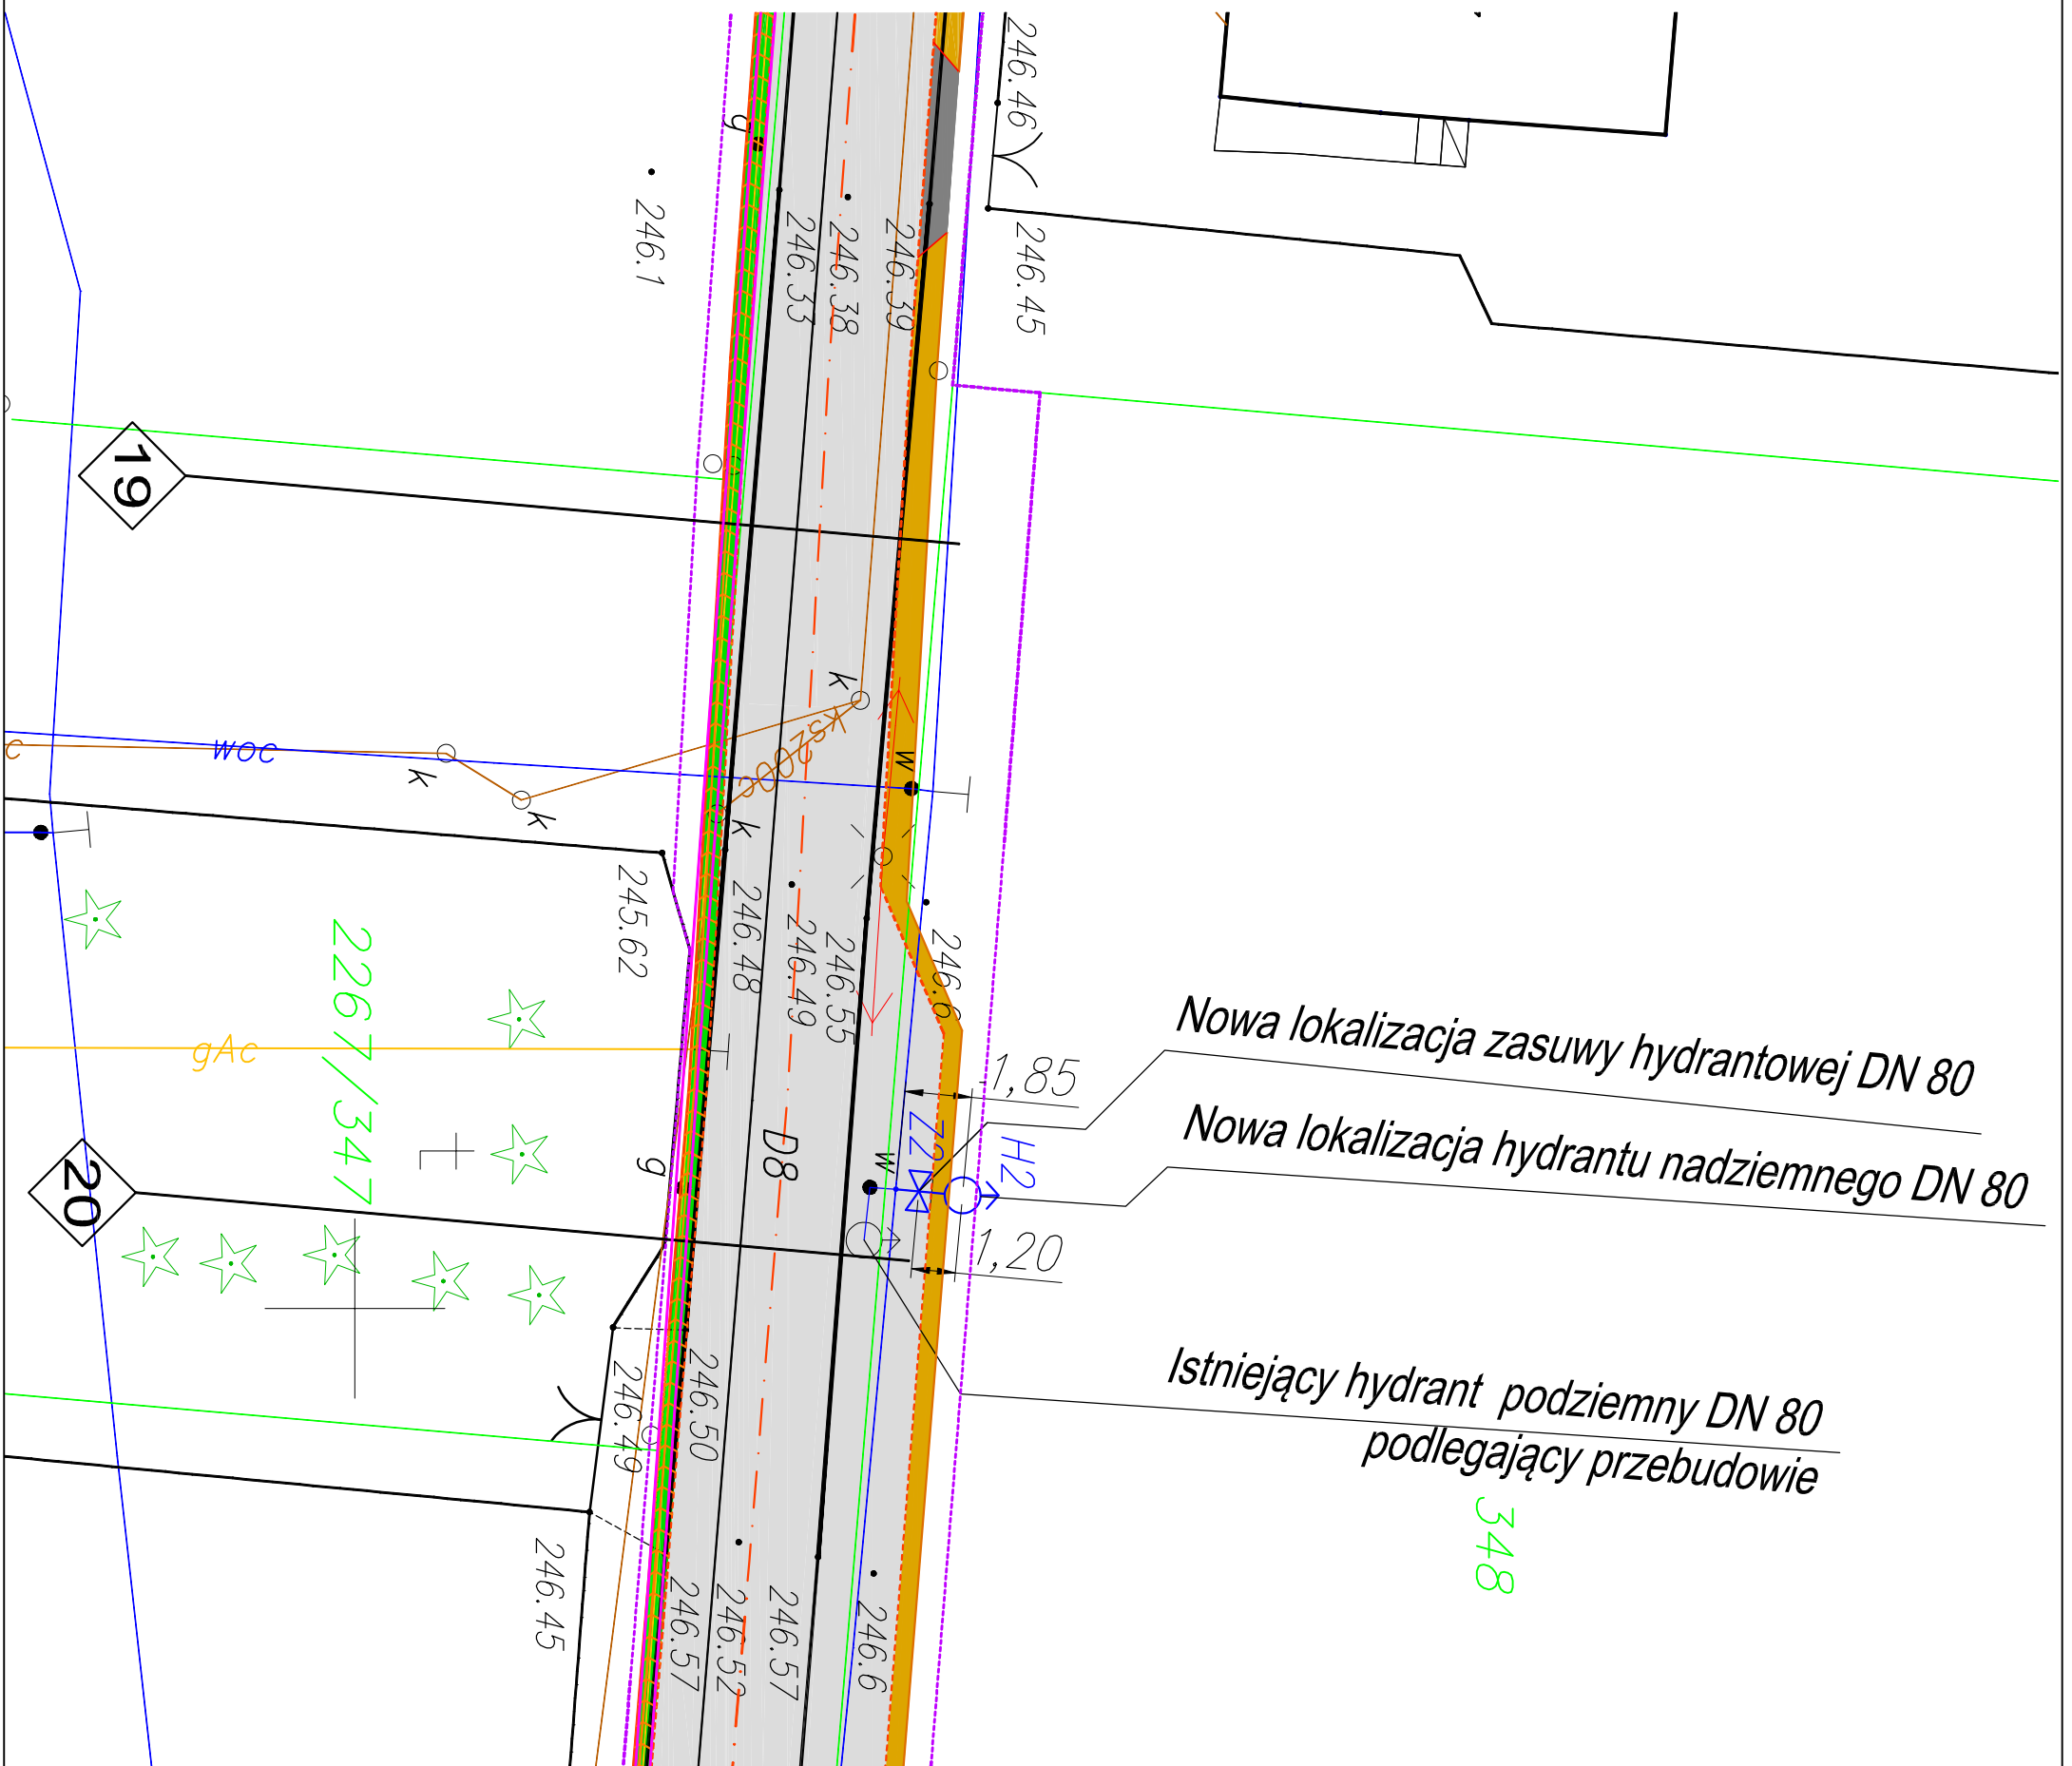 246.46
g
246.1
246.33
246.38
246.39
246.45
19
k
ks200c
w
woc
c
k
k
k
245.62
246.48
246.49
246.55
246.6
2267/347
gAc
1,85
Nowa lokalizacja zasuwy hydrantowej DN 80
Nowa lokalizacja hydrantu nadziemnego DN 80
Z2
H2
w
D8
g
20
1,20
Istniejący hydrant podziemny DN 80
podlegający przebudowie
246.50
246.49
348
246.45
246.57
246.52
246.57
246.6